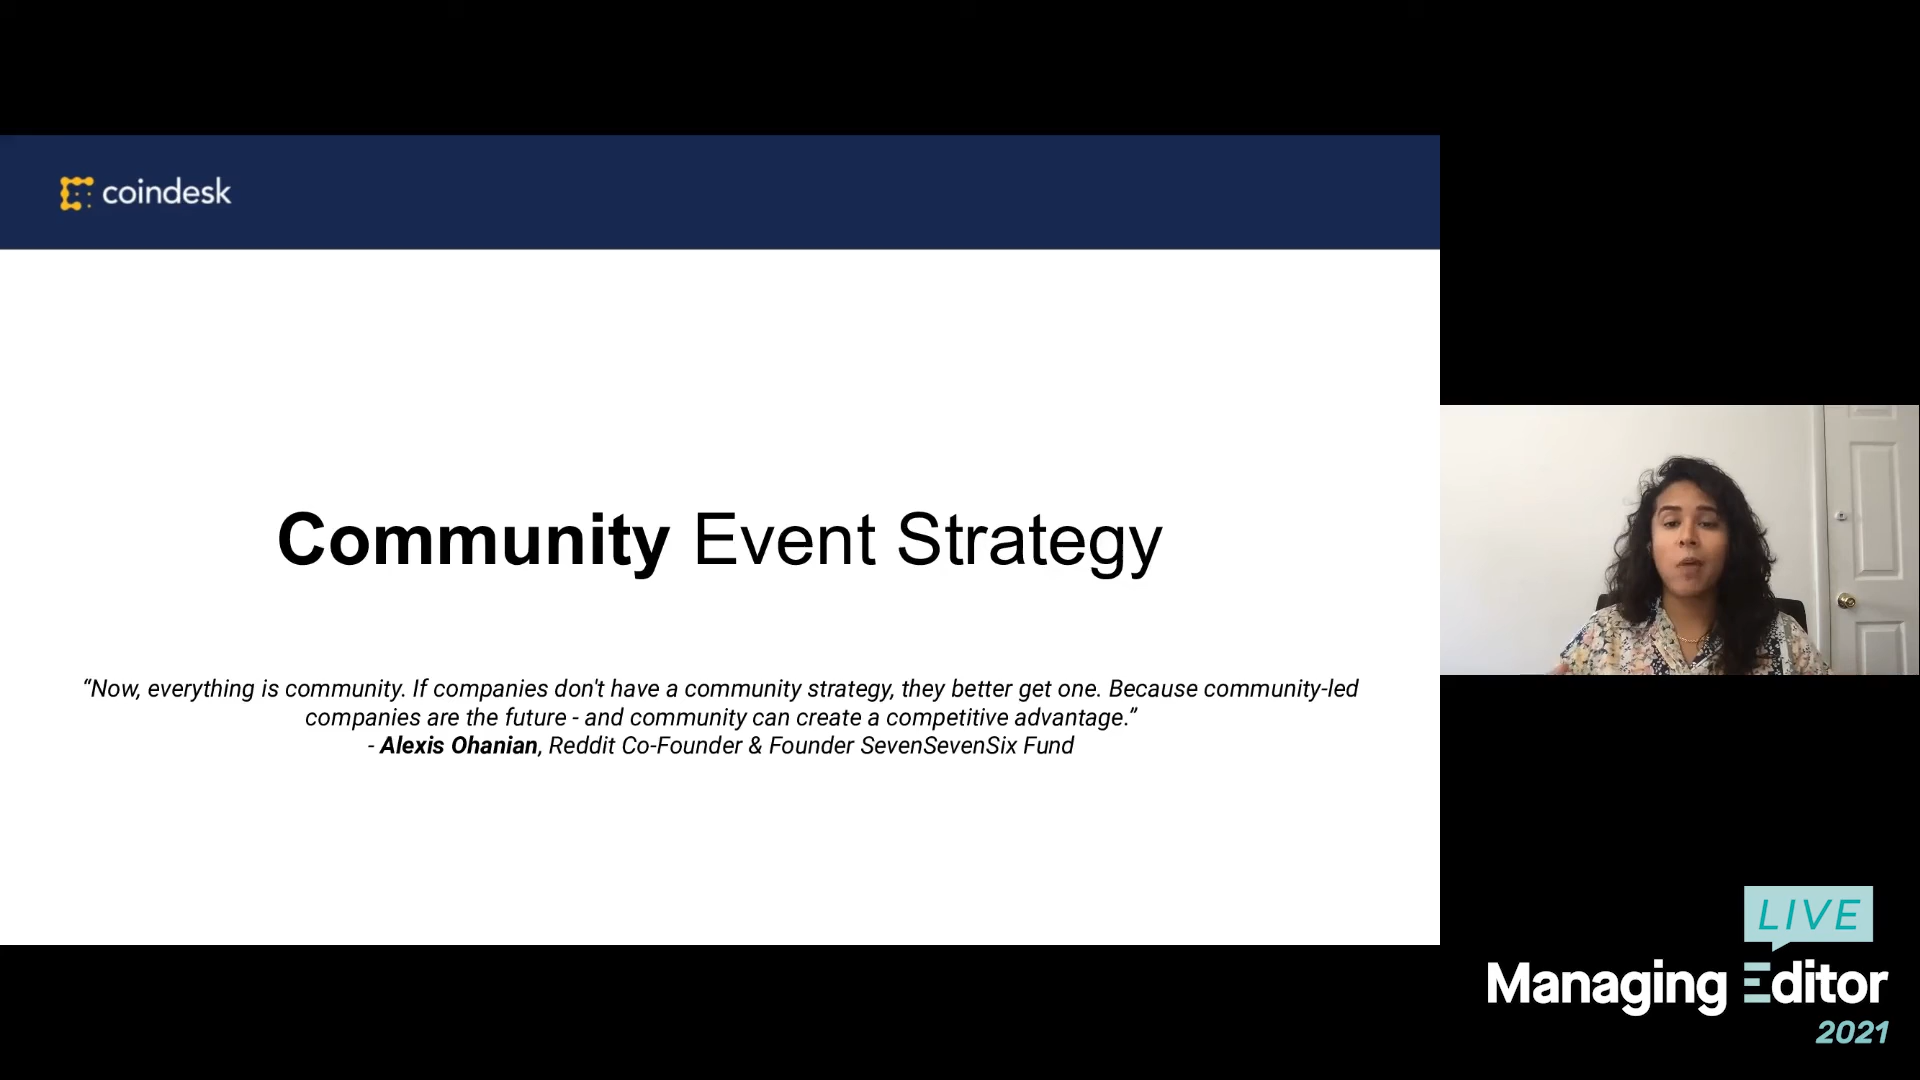 coindesk
Community Event Strategy
“Now, everything is community. If companies don't have a community strategy, they better get one. Because community-led
companies are the future - and community can create a competitive advantage.”
- Alexis Ohanian, Reddit Co-Founder & Founder SevenSevenSix Fund
LIVE
Managing Editor
2021